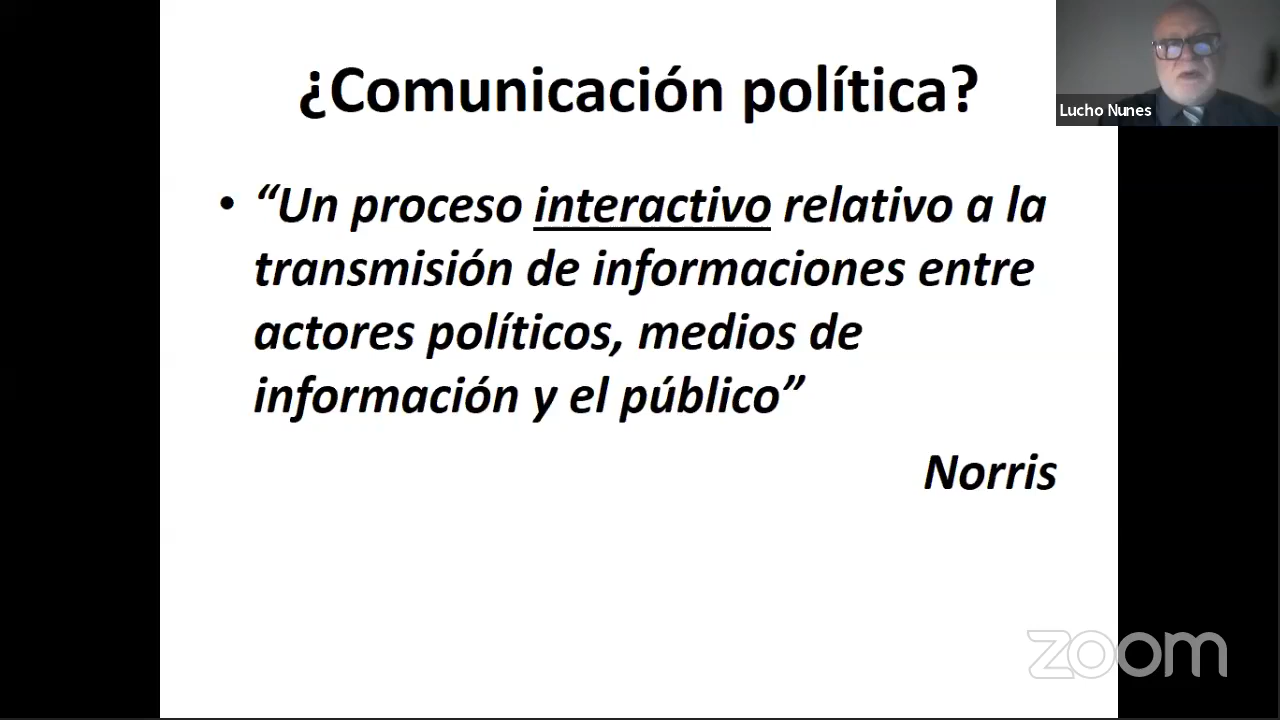 ¿Comunicación política?
Lucho Nunes
• “Un proceso interactivo relativo a la
transmisión de informaciones entre
actores políticos, medios de
información y el público”
Norris
zoom